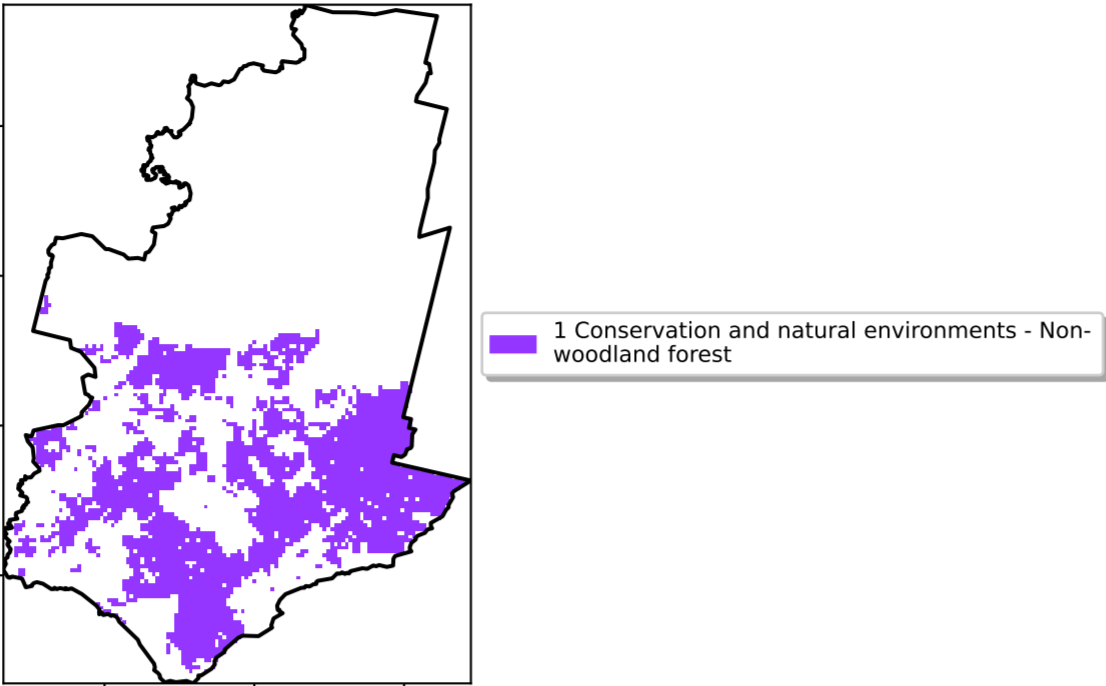 1 Conservation and natural environments - Non-
woodland forest